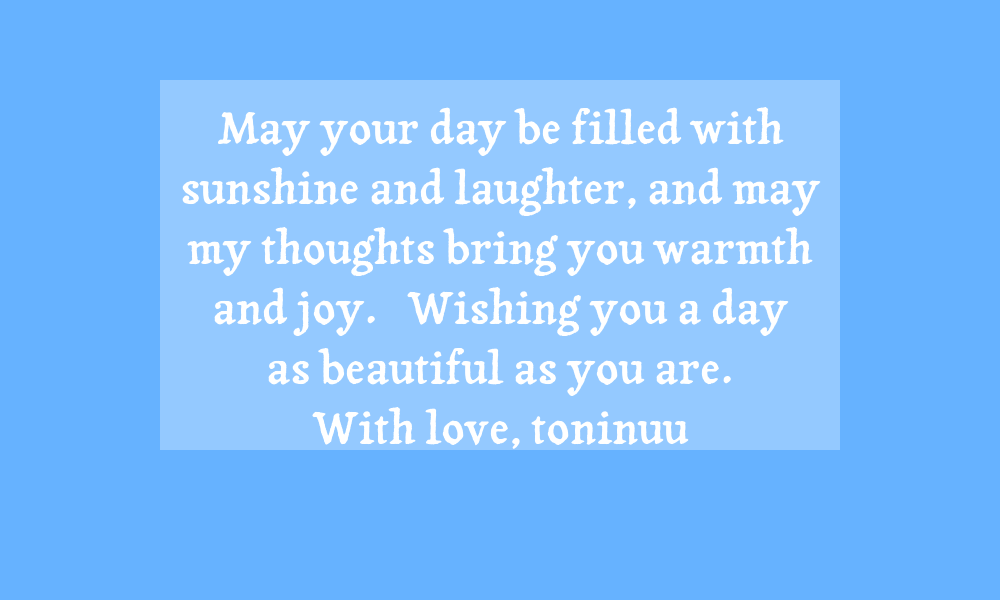 May your day be filled with
sunshine and laughter, and may
my thoughts bring you warmth
and joy.   Wishing you a day
as beautiful as you are.
With love, toninuu